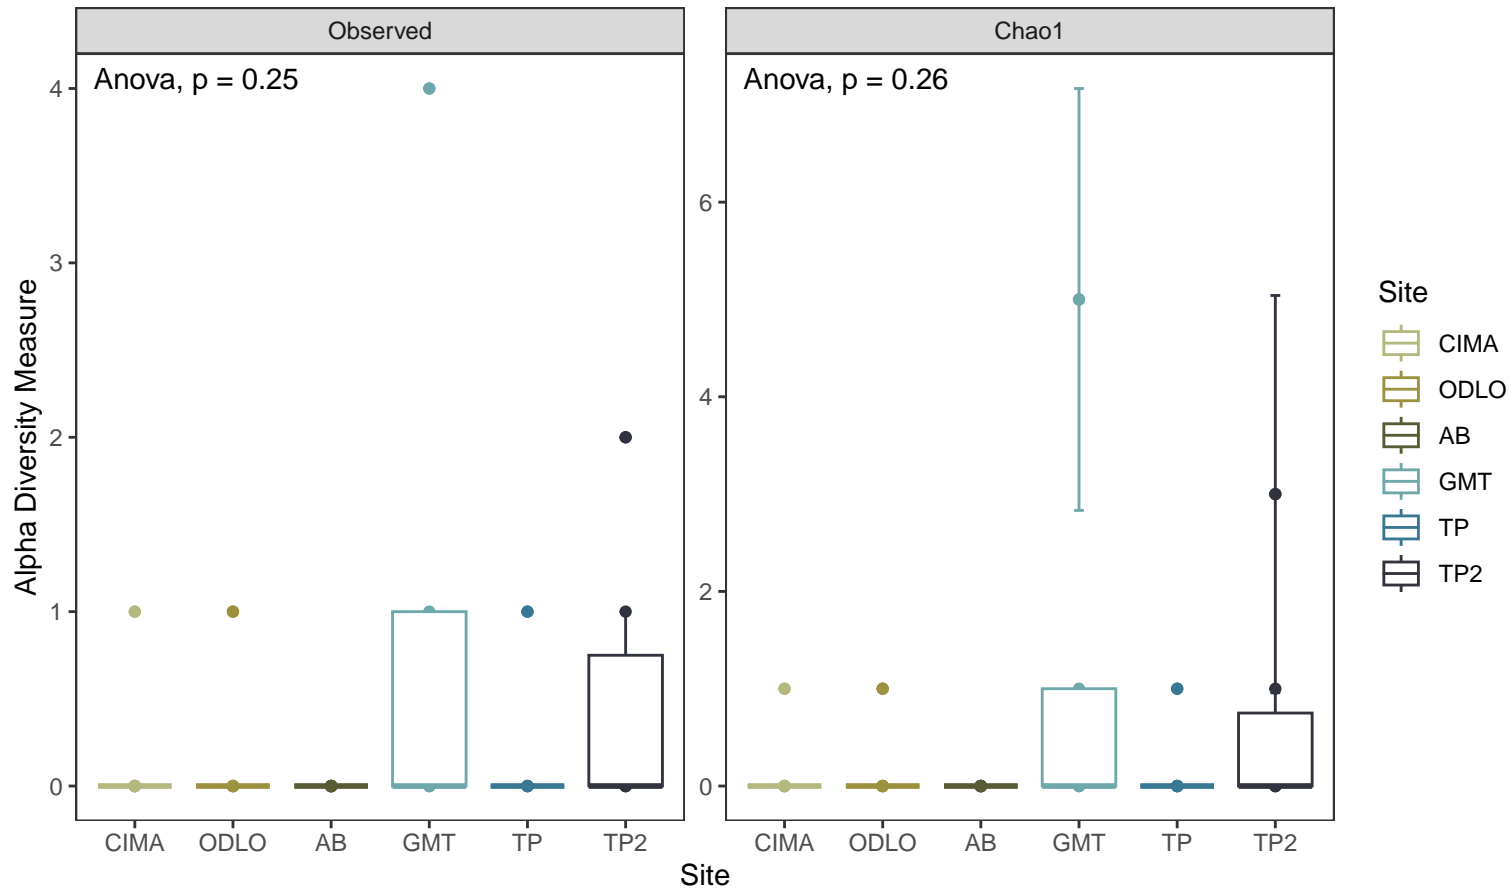 Observed
Chao1
Anova, p = 0.25
Anova, p = 0.26
Alpha Diversity Measure
4
3
2
1
0
6
4
2
0
CIMA ODLO AB GMT TP TP2
CIMA ODLO AB GMT TP TP2
Site
Site
CIMA
ODLO
AB
GMT
TP
TP2